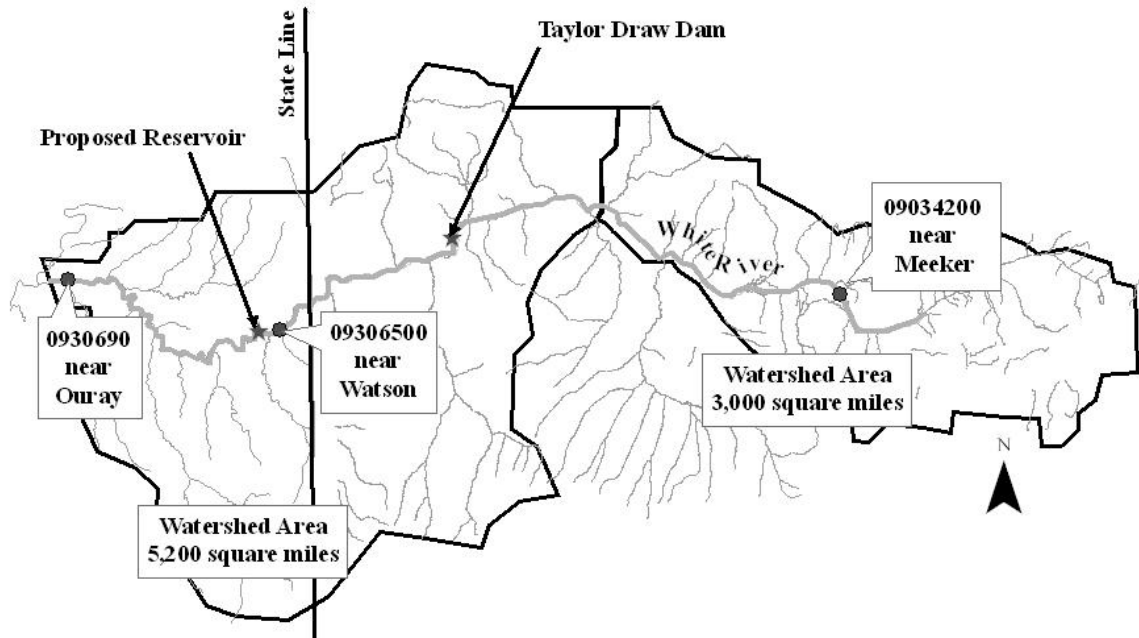 Taylor Draw Dam
State Line
Proposed Reservoir
09034200
near
Meeker
White River
0930690
near
Ouray
09306500
near
Watson
Watershed Area
3,000 square miles
N
Watershed Area
5,200 square miles